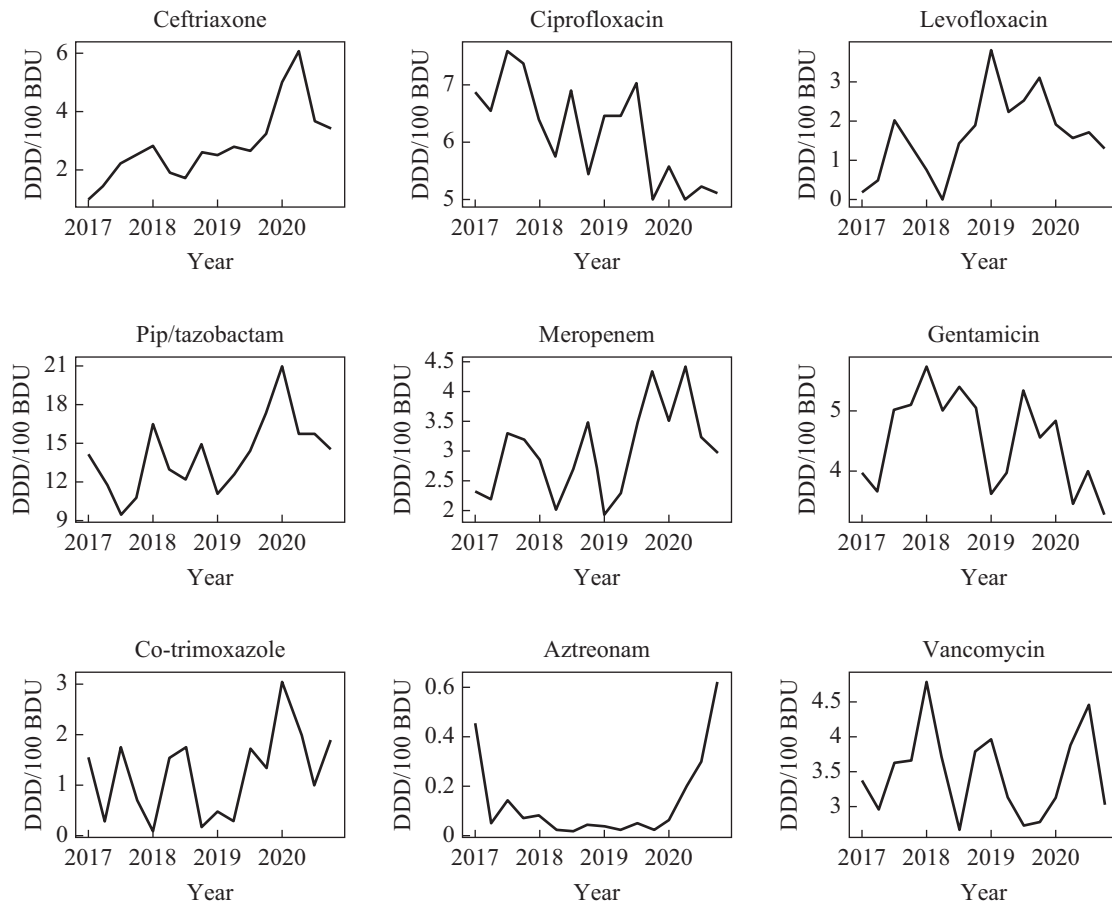 Ceftriaxone
DDD/100 BDU
6
4
2
2017 2018 2019 2020
Year
Ciprofloxacin
DDD/100 BDU
7
6
5
2017 2018 2019 2020
Year
Levofloxacin
DDD/100 BDU
3
2
1
0
2017 2018 2019 2020
Year
Pip/tazobactam
DDD/100 BDU
21
18
15
12
9
2017 2018 2019 2020
Year
Meropenem
DDD/100 BDU
4.5
4
3.5
3
2.5
2
2017 2018 2019 2020
Year
Gentamicin
DDD/100 BDU
5
4
2017 2018 2019 2020
Year
Co-trimoxazole
DDD/100 BDU
3
2
1
0
2017 2018 2019 2020
Year
Aztreonam
DDD/100 BDU
0.6
0.4
0.2
0
2017 2018 2019 2020
Year
Vancomycin
DDD/100 BDU
4.5
4
3.5
3
2017 2018 2019 2020
Year